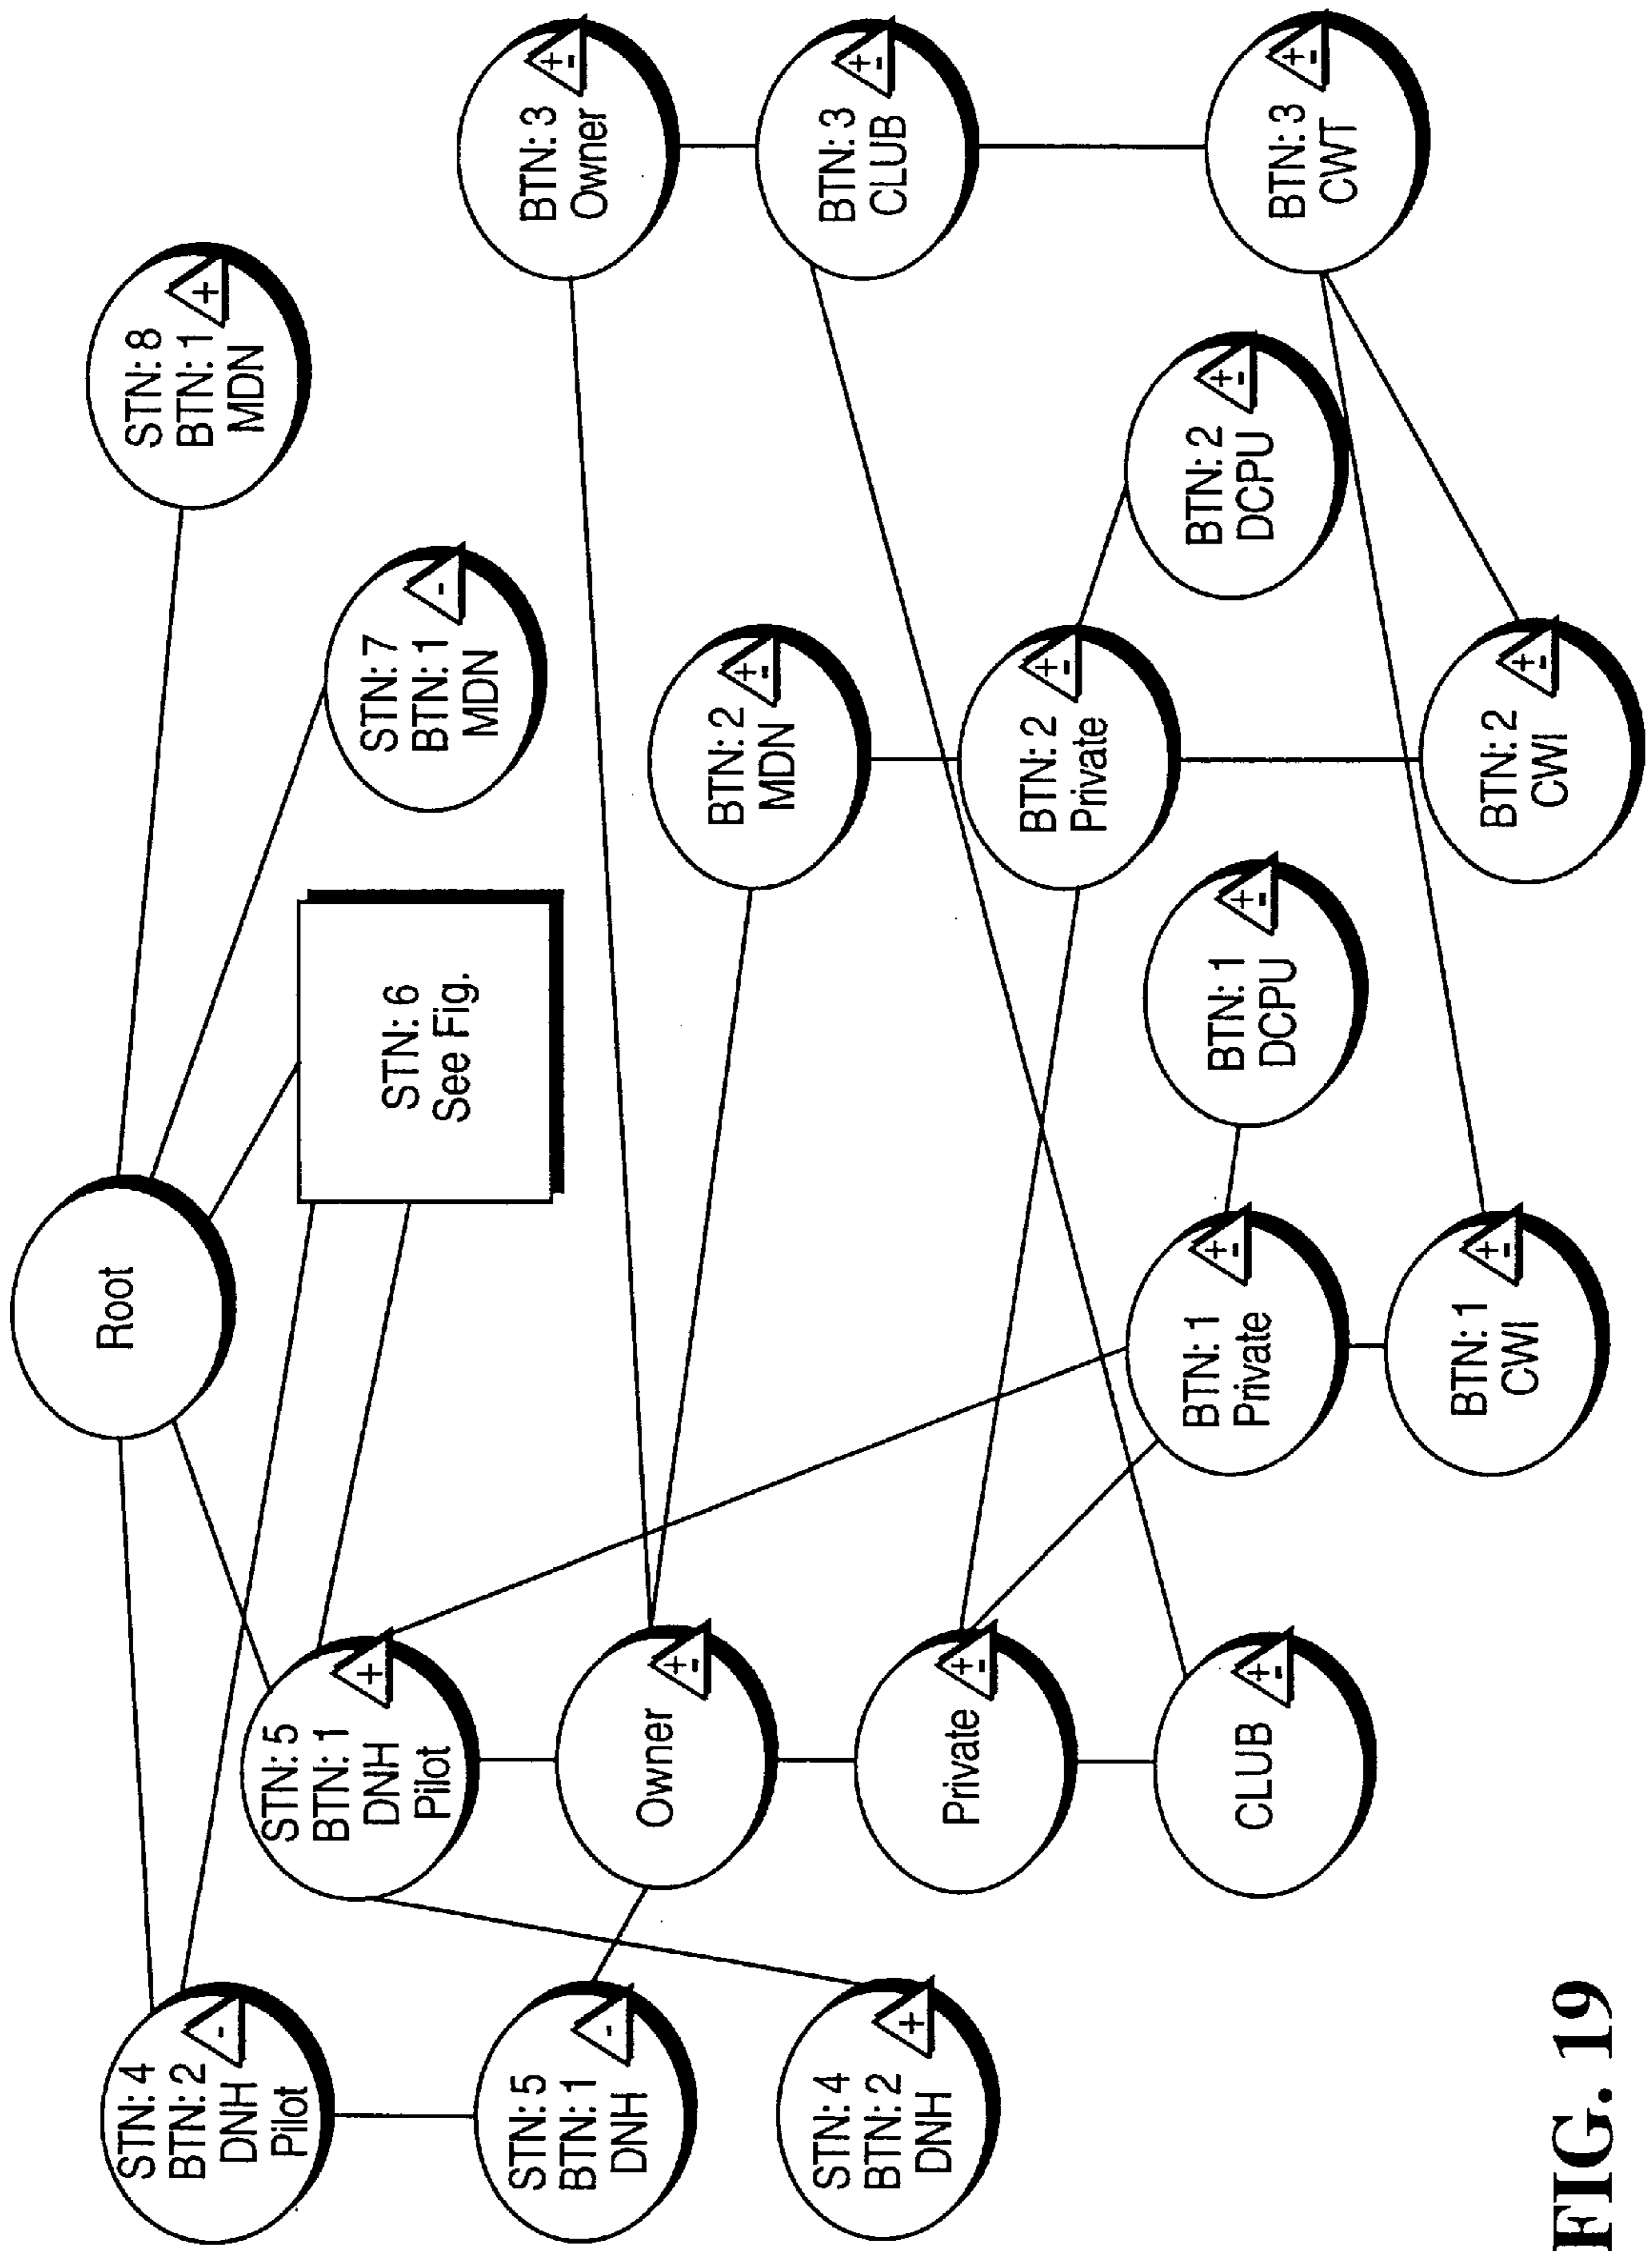 Root
STN: 4
BTN: 2
DNH
Pilot
-
STN: 5
BTN: 1
DNH
Pilot
+
STN: 6
See Fig.
STN: 7
BTN: 1
MDN
-
STN: 8
BTN: 1
MDN
+
STN: 5
BTN: 1
DNH
-
Owner
+
-
BTN: 2
MDN
+
-
BTN: 3
Owner
+
-
STN: 4
BTN: 2
DNH
+
Private
+
-
BTN: 2
Private
+
-
BTN: 3
CLUB
+
-
CLUB
+
-
BTN: 1
Private
+
-
BTN: 1
DCPU
+
-
BTN: 2
DCPU
+
-
BTN: 3
CWT
+
-
BTN: 1
CWI
+
-
BTN: 2
CWI
+
-
FIG. 19